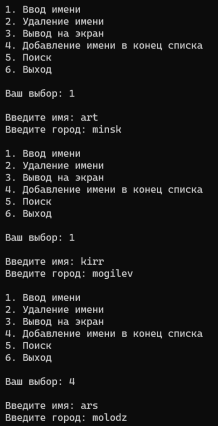 1. Ввод имени
2. Удаление имени
3. Вывод на экран
4. Добавление имени в конец списка
5. Поиск
6. Выход
Ваш выбор: 1
Введите имя: art
Введите город: minsk
1. Ввод имени
2. Удаление имени
3. Вывод на экран
4. Добавление имени в конец списка
5. Поиск
6. Выход
Ваш выбор: 1
Введите имя: kirr
Введите город: mogilev
1. Ввод имени
2. Удаление имени
3. Вывод на экран
4. Добавление имени в конец списка
5. Поиск
6. Выход
Ваш выбор: 4
Введите имя: ars
Введите город: molodz